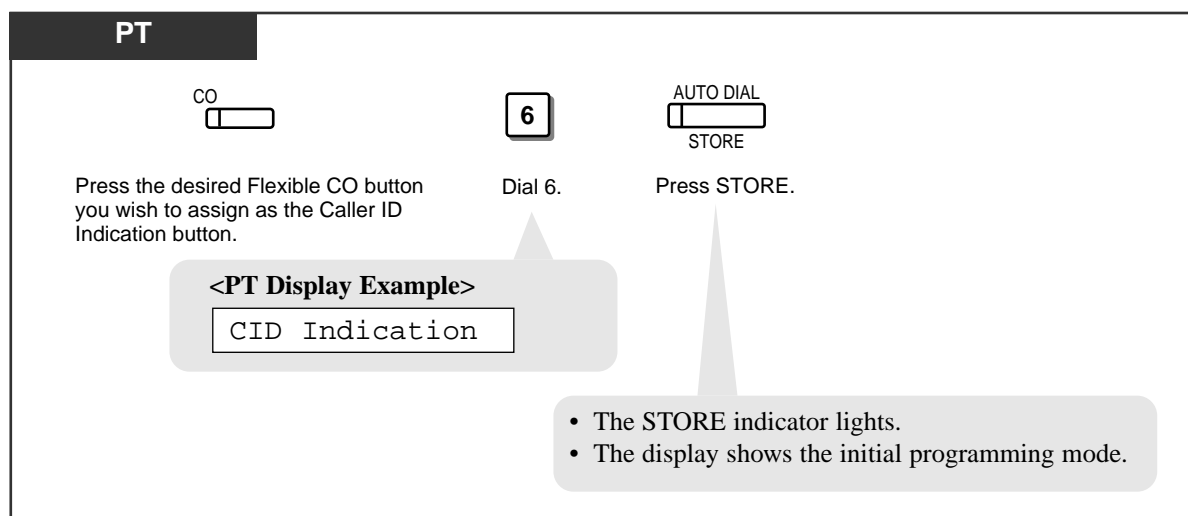 PT
CO
6
AUTO DIAL
STORE
Press the desired Flexible CO button
you wish to assign as the Caller ID
Indication button.
Dial 6.
Press STORE.
<PT Display Example>
CID Indication
• The STORE indicator lights.
• The display shows the initial programming mode.